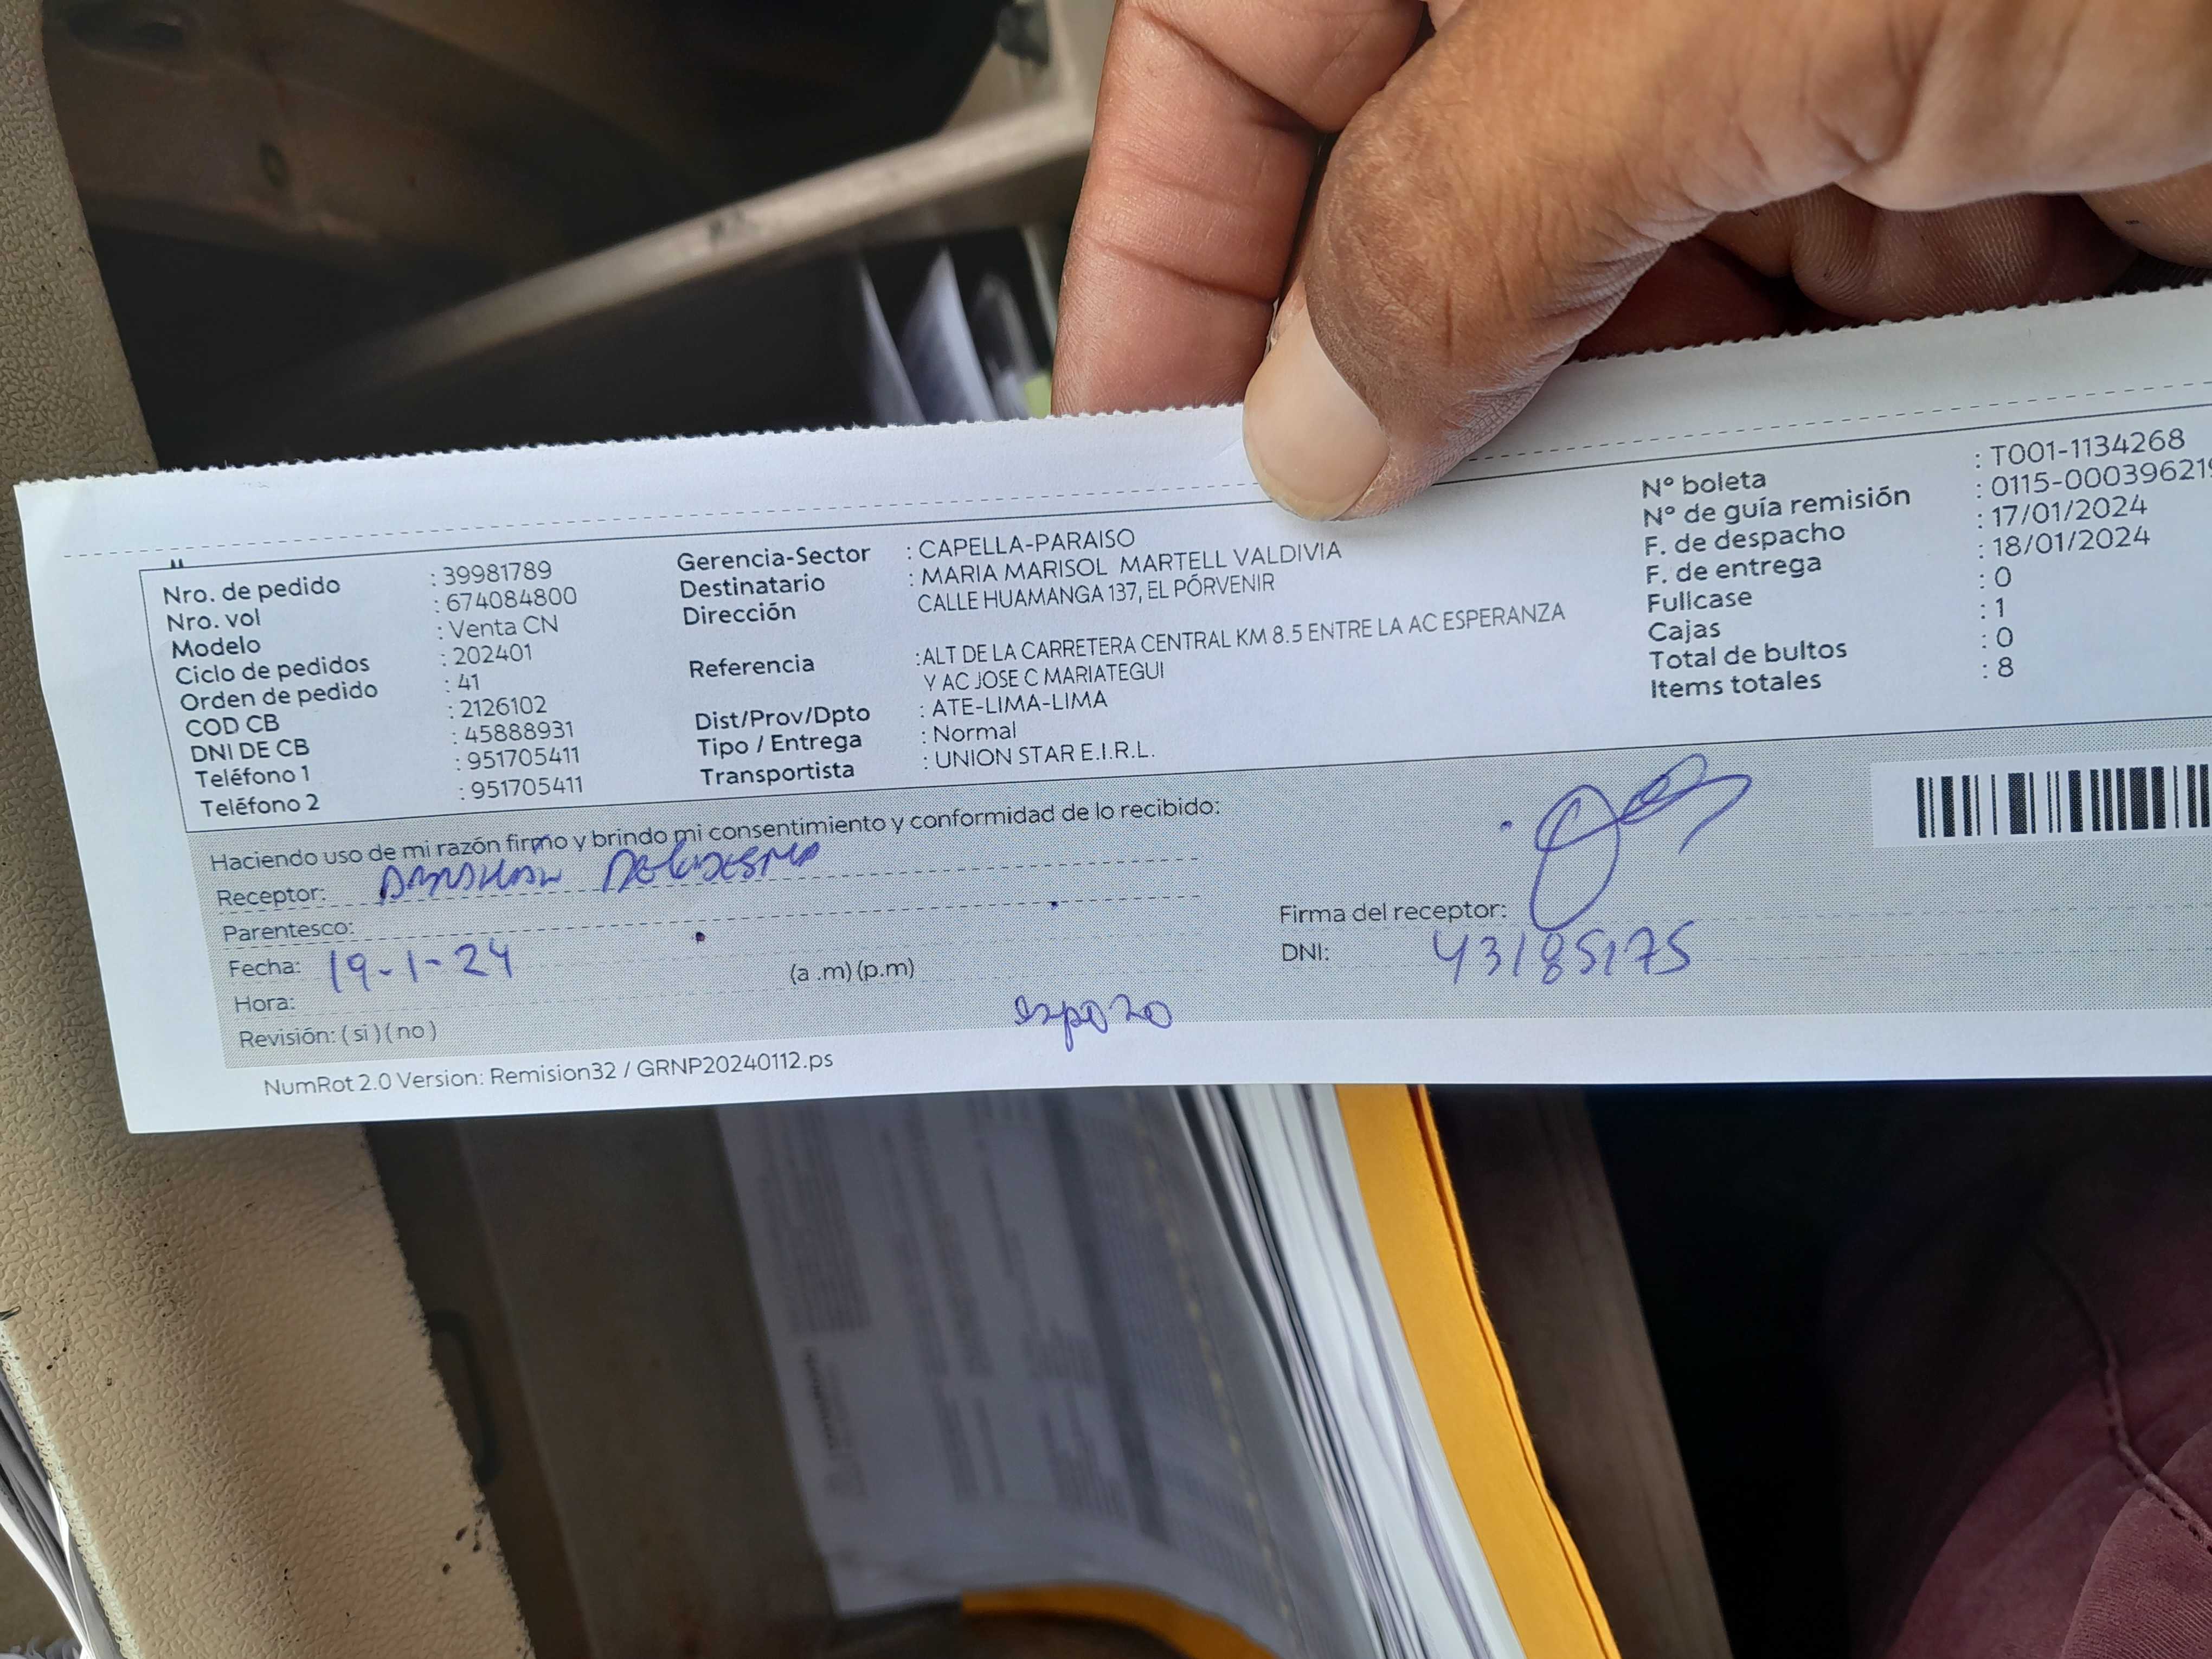 Nro. de pedido : 39981789
Nro. vol : 674084800
Modelo : Venta CN
Ciclo de pedidos : 202401
Orden de pedido : 41
COD CB : 2126102
DNI DE CB : 45888931
Teléfono 1 : 951705411
Teléfono 2 : 951705411
Gerencia-Sector : CAPELLA-PARAISO
Destinatario : MARIA MARISOL MARTELL VALDIVIA
Dirección CALLE HUAMANGA 137, EL PÓRVENIR
Referencia :ALT DE LA CARRETERA CENTRAL KM 8.5 ENTRE LA AC ESPERANZA
Y AC JOSE C MARIATEGUI
Dist/Prov/Dpto : ATE-LIMA-LIMA
Tipo / Entrega : Normal
Transportista : UNION STAR E.I.R.L.
Nº boleta : T001-1134268
Nº de guía remisión : 0115-000396219
F. de despacho : 17/01/2024
F. de entrega : 18/01/2024
Fullcase : 0
Cajas : 1
Total de bultos : 0
Items totales : 8
Haciendo uso de mi razón firmo y brindo mi consentimiento y conformidad de lo recibido:
Receptor:
Parentesco:
Fecha: 19-1-24
Hora: (a .m) (p.m)
Revisión: ( si ) ( no )
Firma del receptor:
DNI: 43185175
espozo
NumRot 2.0 Version: Remision32 / GRNP20240112.ps